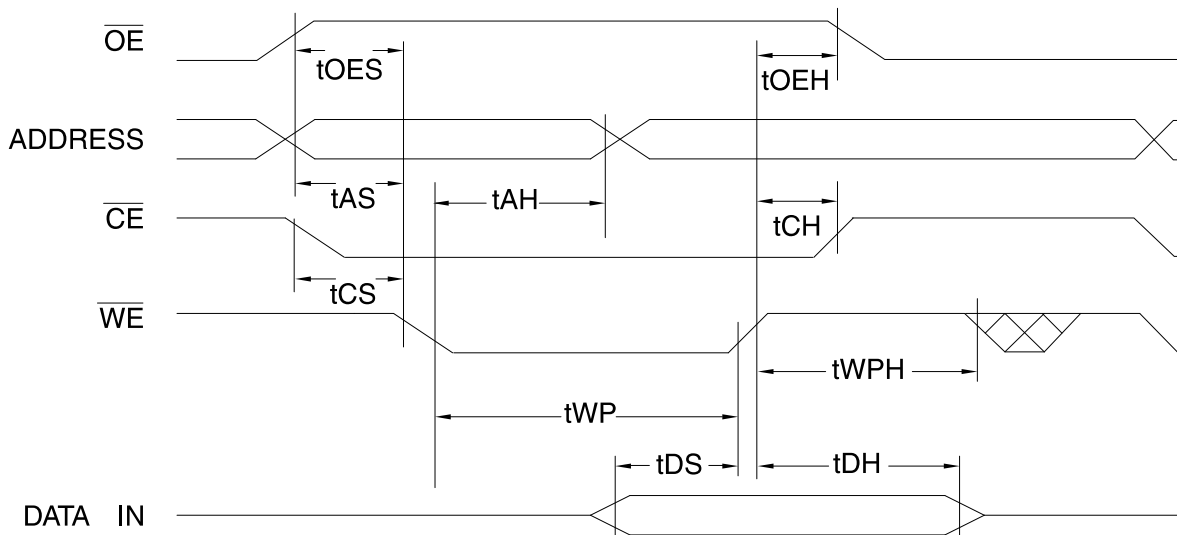 OE
tOES
tOEH
ADDRESS
tAS
tAH
CE
tCH
tCS
WE
tWPH
tWP
tDS
tDH
DATA IN